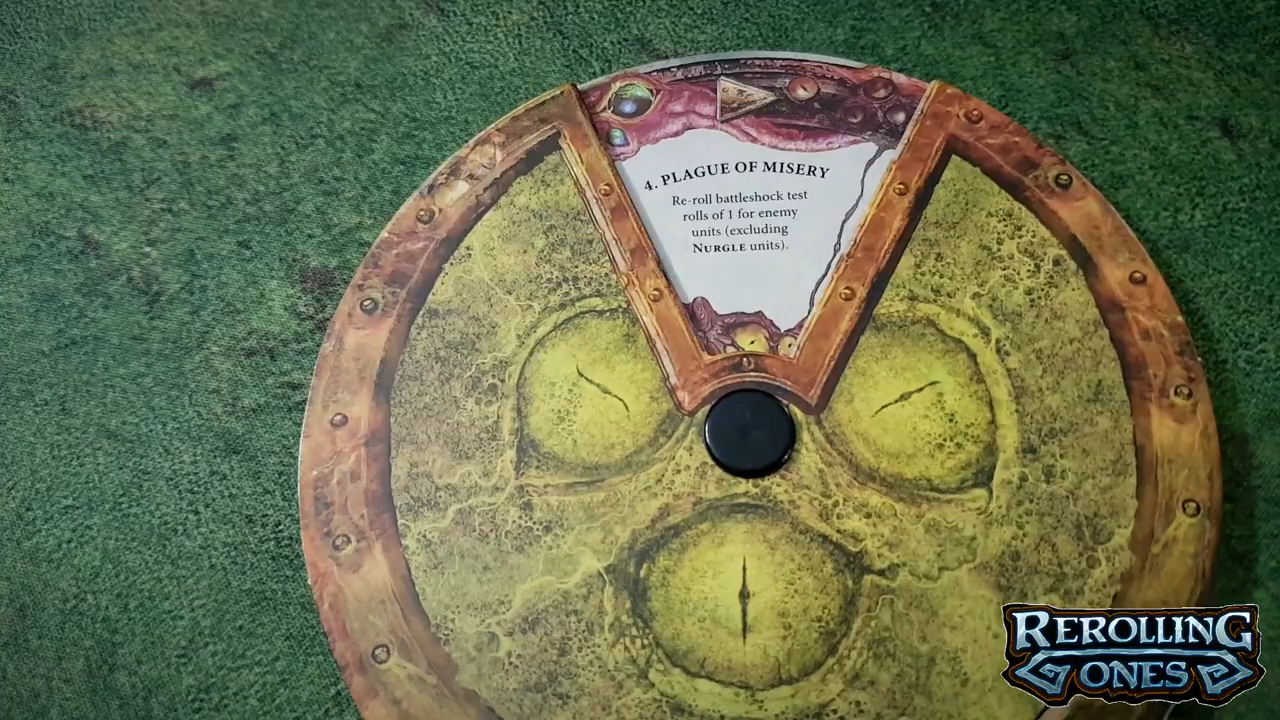 4. PLAGUE OF MISERY
Re-roll battleshock test
rolls of 1 for enemy
units (excluding
NURGLE units).
REROLLING
ONES